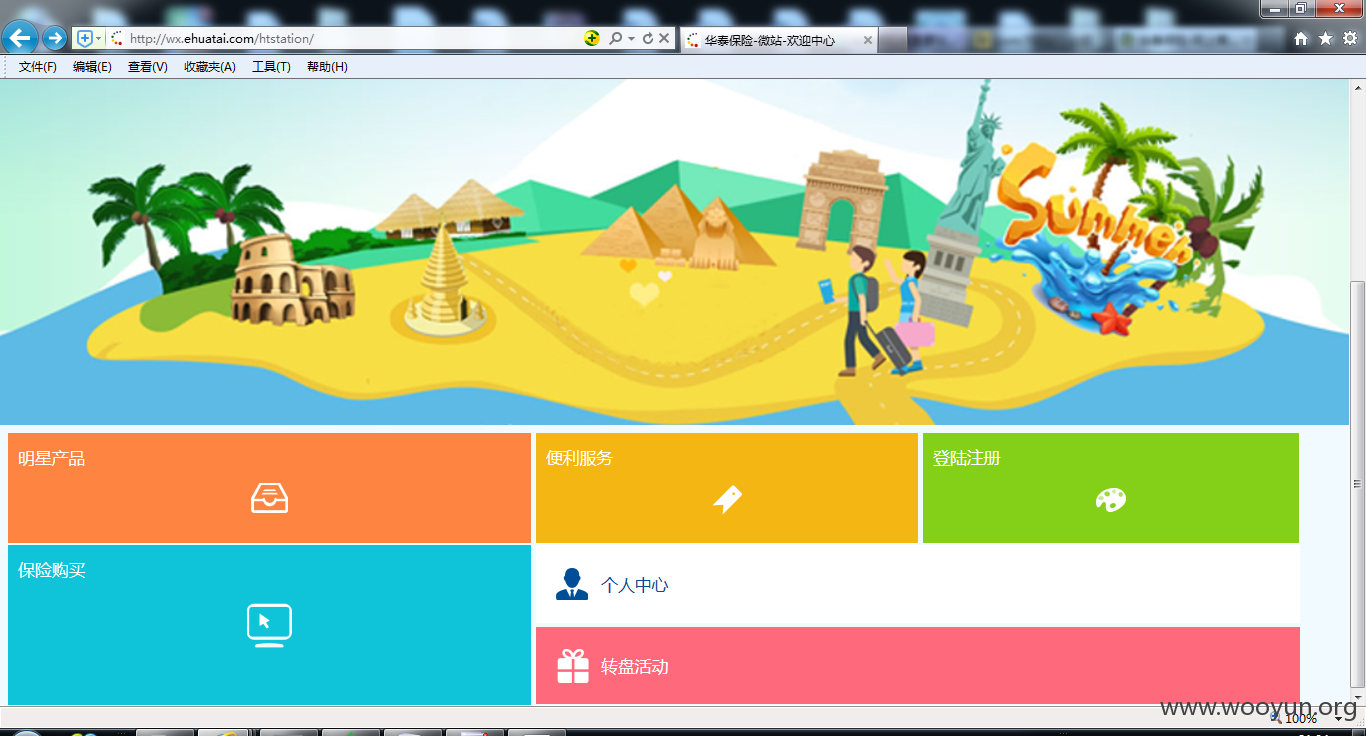 http://wx.ehuatai.com/htstation/
华泰保险-微站-欢迎中心
文件(F) 编辑(E) 查看(V) 收藏夹(A) 工具(T) 帮助(H)
Summer
明星产品
便利服务
登陆注册
保险购买
个人中心
转盘活动
www.wooyun.org
100%